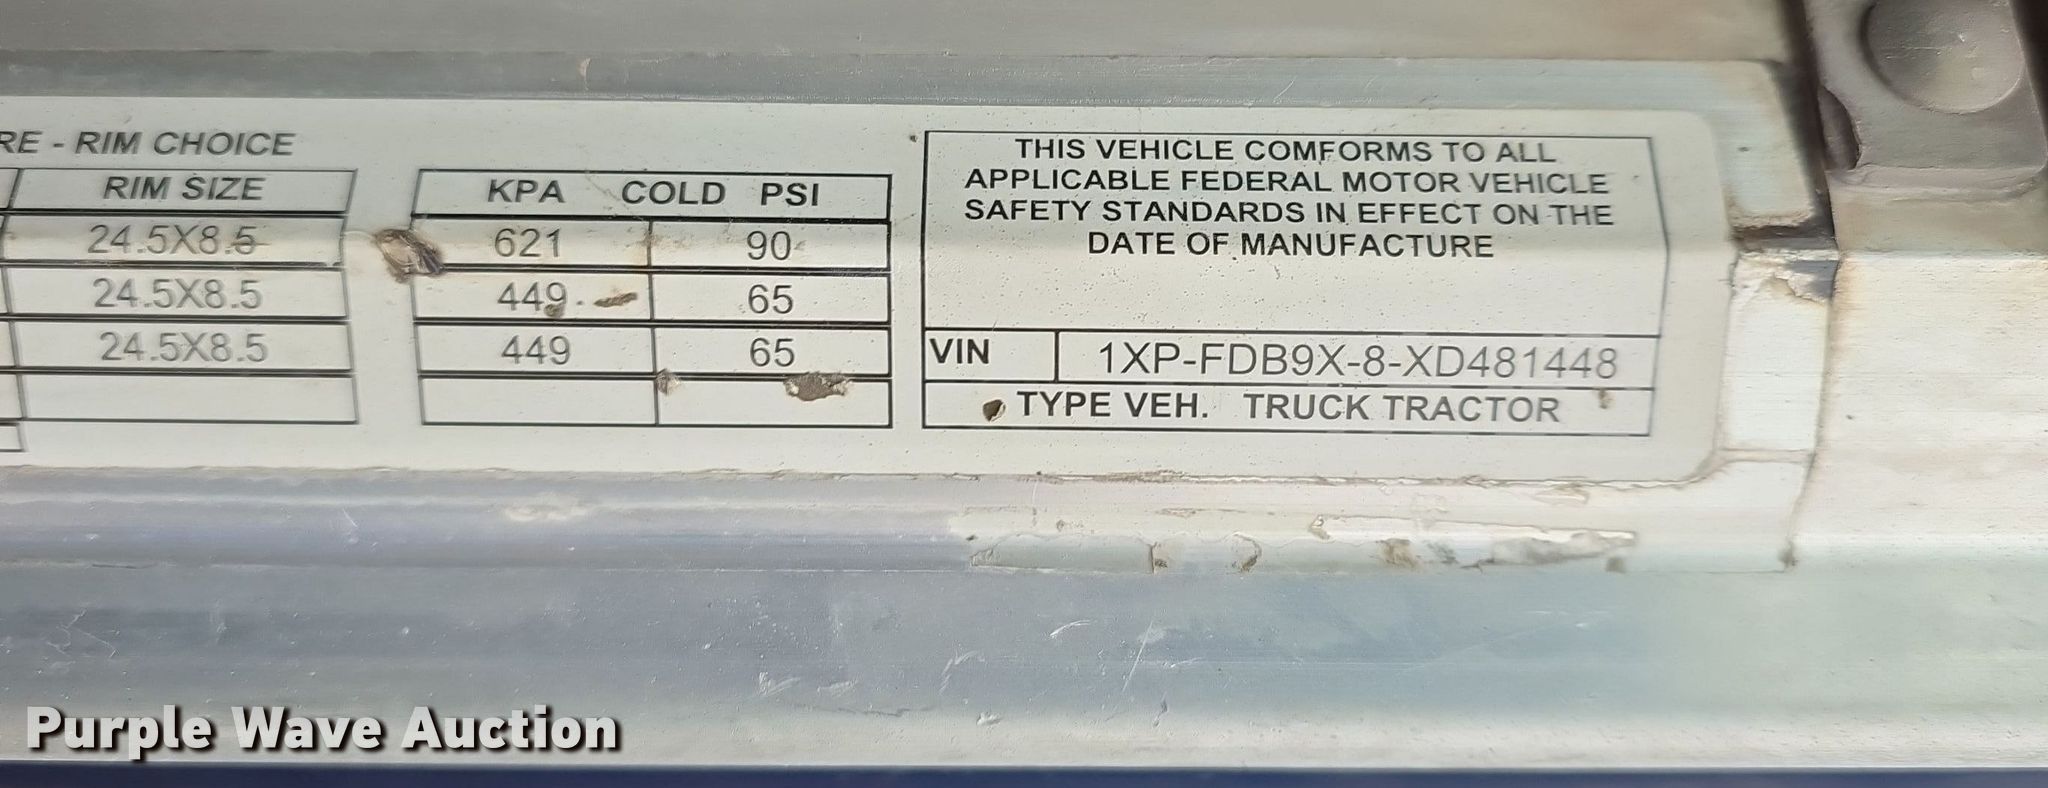 RE - RIM CHOICE
RIM SIZE
24.5X8.5
24.5X8.5
24.5X8.5
KPA COLD PSI
621 90
449 65
449 65
THIS VEHICLE COMFORMS TO ALL
APPLICABLE FEDERAL MOTOR VEHICLE
SAFETY STANDARDS IN EFFECT ON THE
DATE OF MANUFACTURE
VIN 1XP-FDB9X-8-XD481448
TYPE VEH. TRUCK TRACTOR
Purple Wave Auction